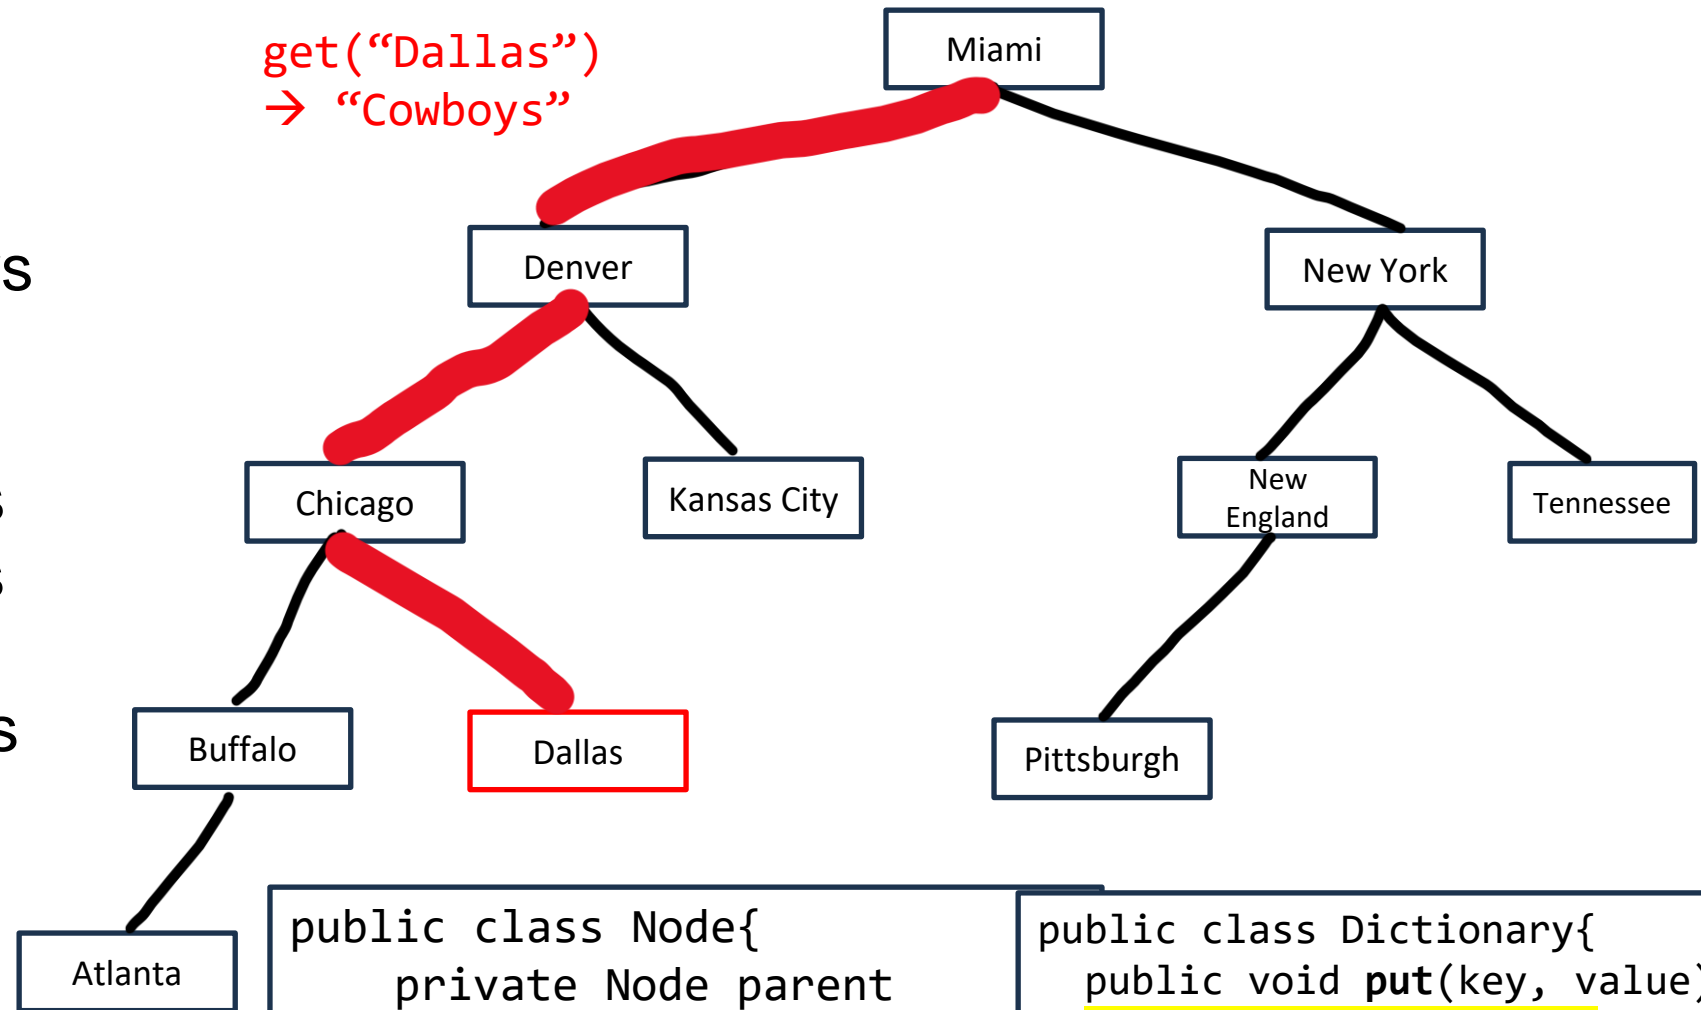 get(“Dallas”)
→ “Cowboys”
Miami
Denver
New York
Chicago
Kansas City
New
England
Tennessee
Buffalo
Dallas
Pittsburgh
Atlanta
public class Node{
private Node parent
public class Dictionary{
public void put(key, value)